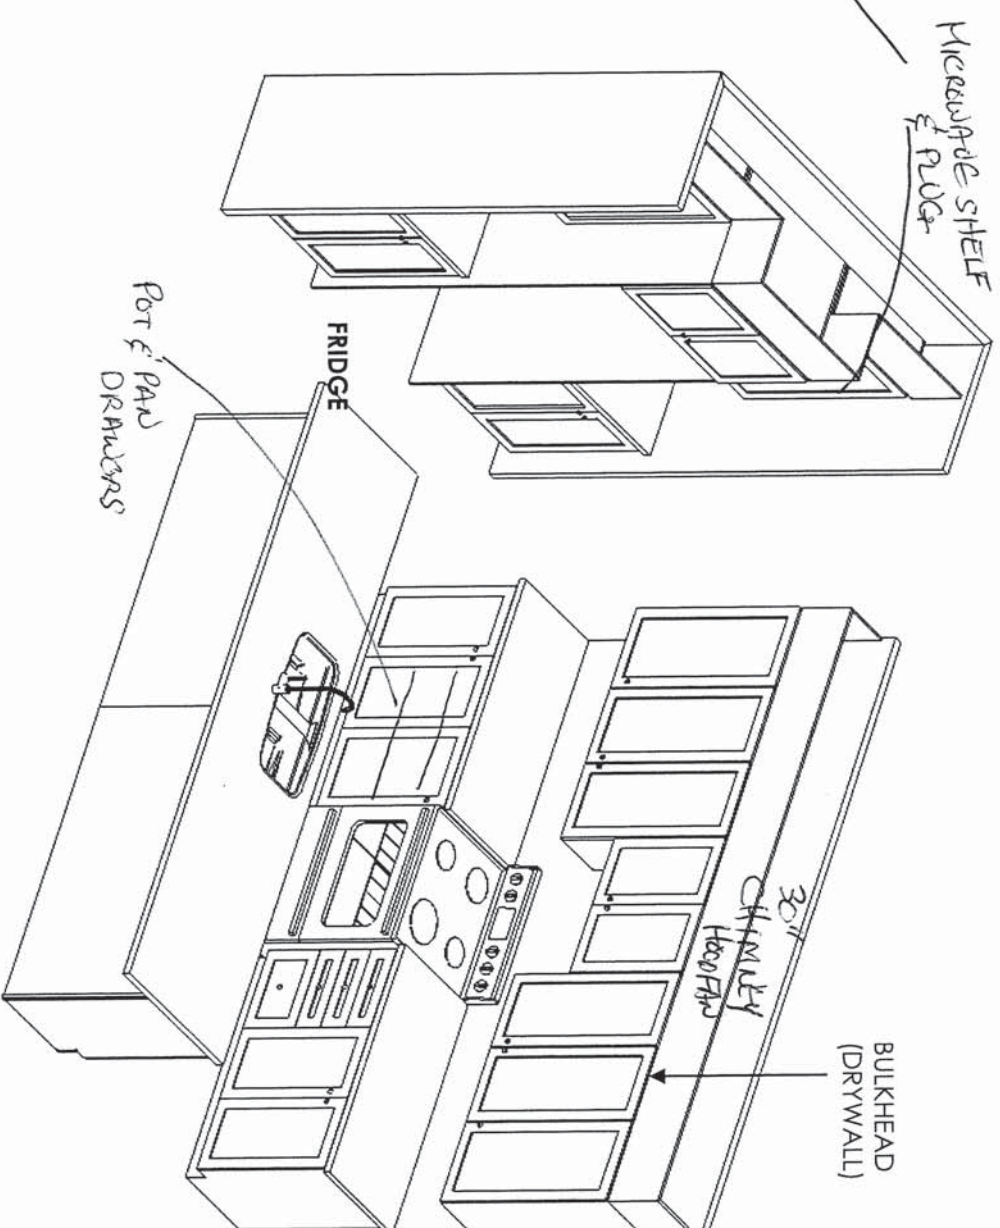 MICROWAVE SHELF
& PLUG
30"
CHIMNEY
HOOD FAN
BULKHEAD
(DRYWALL)
FRIDGE
POT & PAN
DRAWERS